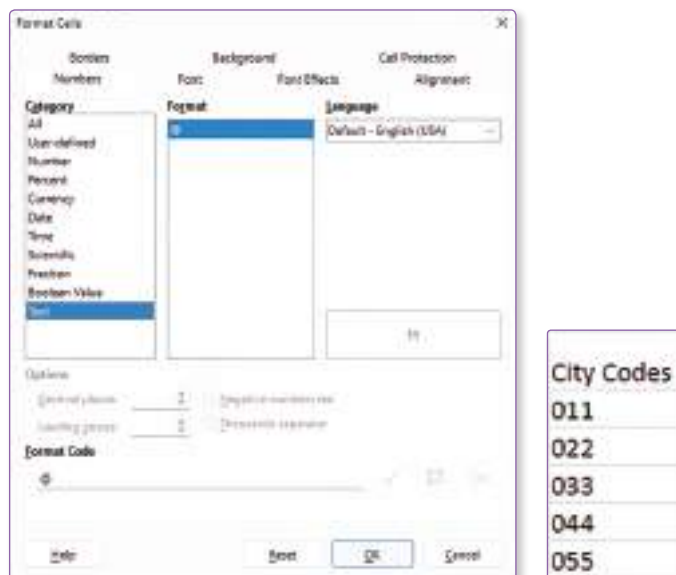 Format Cells
Borders Background Cell Protection
Numbers Font Font Effects Alignment
Category Format Language
All @ Default - English (USA)
User-defined
Number
Percent
Currency
Date
Time
Scientific
Fraction
Boolean Value
Text
Options
Decimal places Negative numbers red
Leading zeroes Thousands separator
Format Code
@
Help Reset OK Cancel
City Codes
011
022
033
044
055